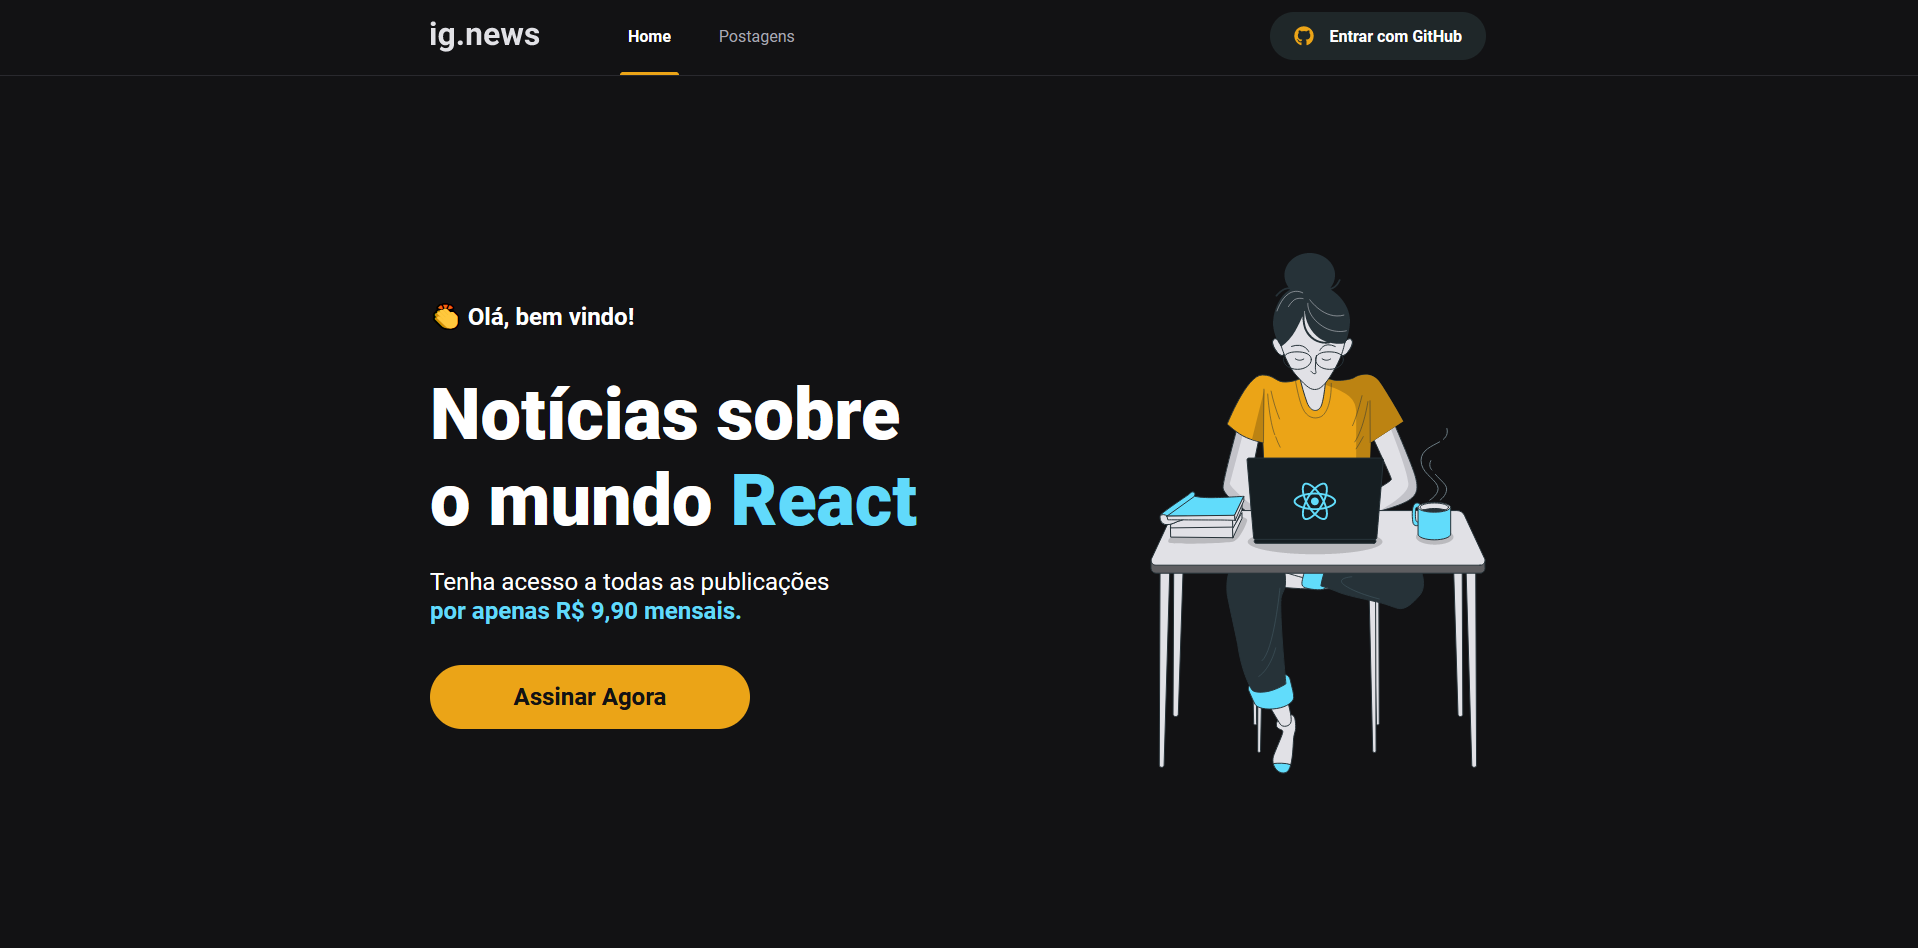 ig.news
Home
Postagens
Entrar com GitHub
👏 Olá, bem vindo!
Notícias sobre
o mundo React
Tenha acesso a todas as publicações
por apenas R$ 9,90 mensais.
Assinar Agora